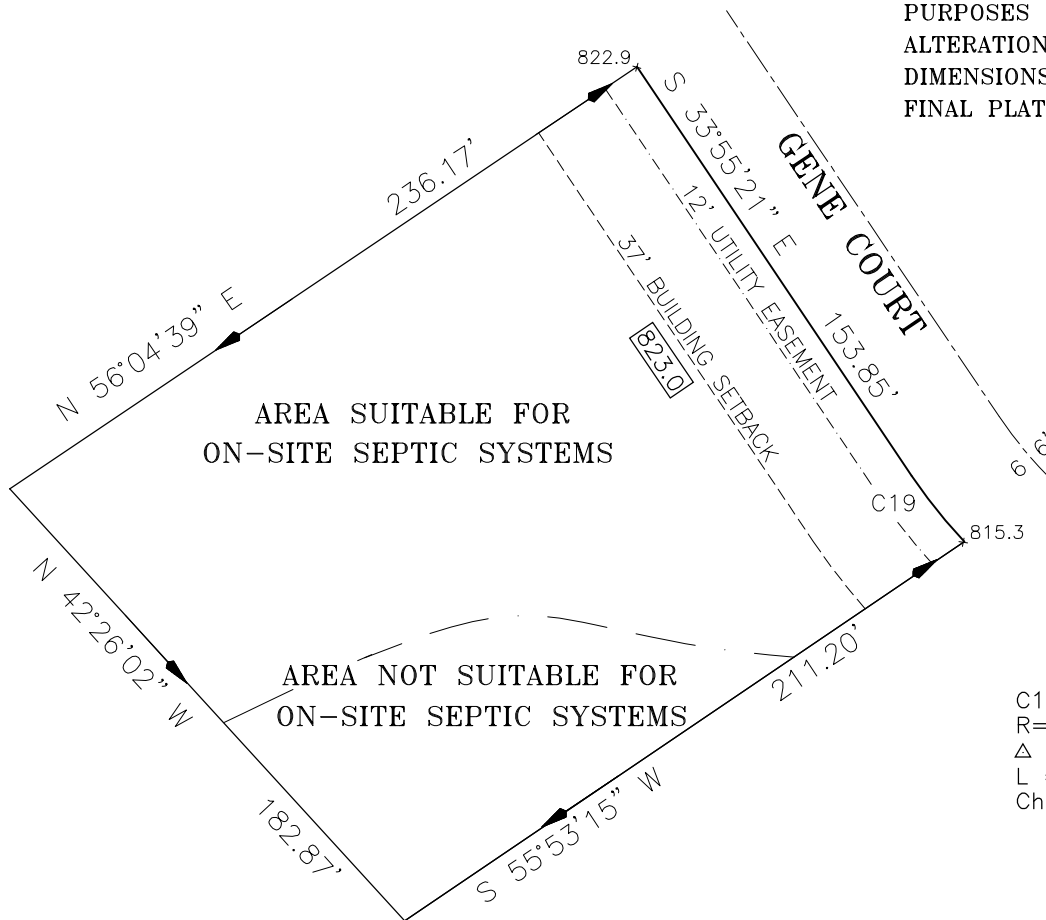 PURPOSES
ALTERATION
DIMENSIONS
FINAL PLAT
822.9
S 33°55'21" E
153.85'
GENE COURT
236.17'
N 56°04'39" E
12' UTILITY EASEMENT
37' BUILDING SETBACK
823.0
AREA SUITABLE FOR
ON-SITE SEPTIC SYSTEMS
C19
815.3
6
6'
N 42°26'02" W
182.87'
AREA NOT SUITABLE FOR
ON-SITE SEPTIC SYSTEMS
211.20'
S 55°53'15" W
C1
R=
△
L
Ch